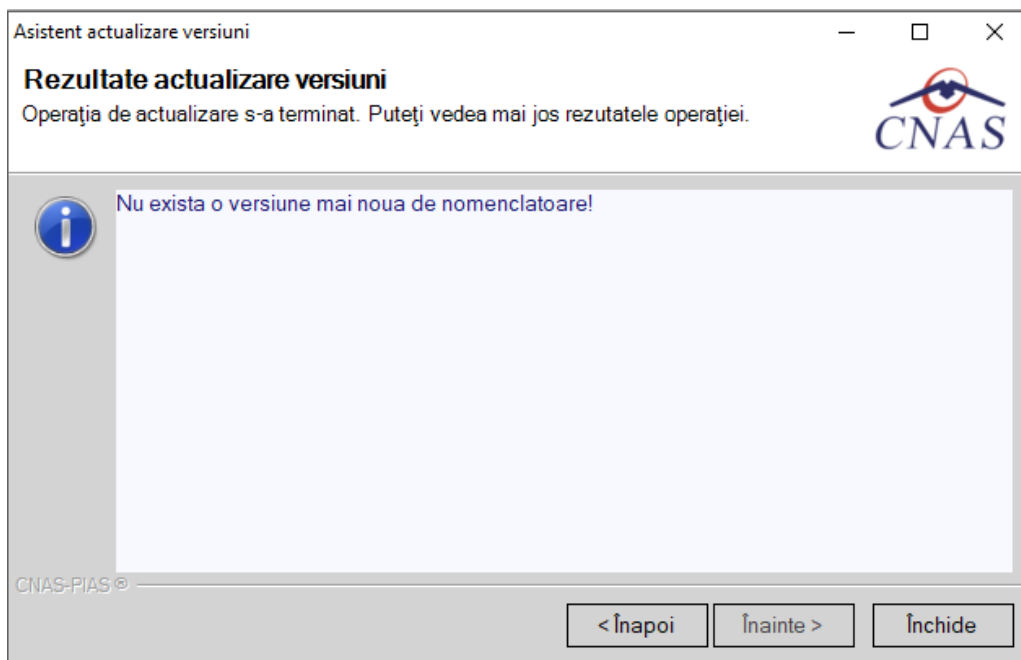 Asistent actualizare versiuni
Rezultate actualizare versiuni
Operaţia de actualizare s-a terminat. Puteţi vedea mai jos rezutatele operaţiei.
CNAS
Nu exista o versiune mai noua de nomenclatoare!
CNAS-PIAS ®
< Înapoi
Înainte >
Închide